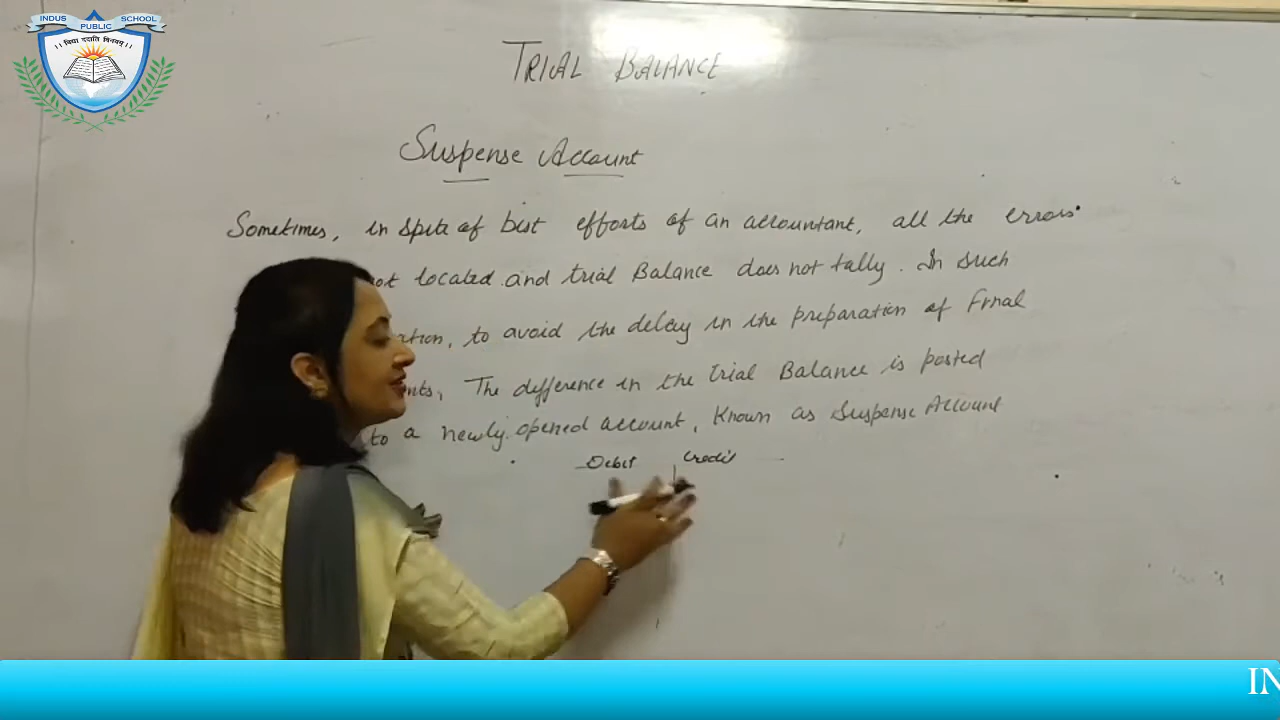 INDUS PUBLIC SCHOOL
।। विद्या ददाति विनयम् ।।
TRIAL BALANCE
Suspense Account
Sometimes, in spite of best efforts of an accountant, all the errors
not located and trial Balance does not tally. In such
ation, to avoid the delay in the preparation of Final
nts, The difference in the trial Balance is posted
to a newly opened account, Known as Suspense Account
Debit Credit
IN